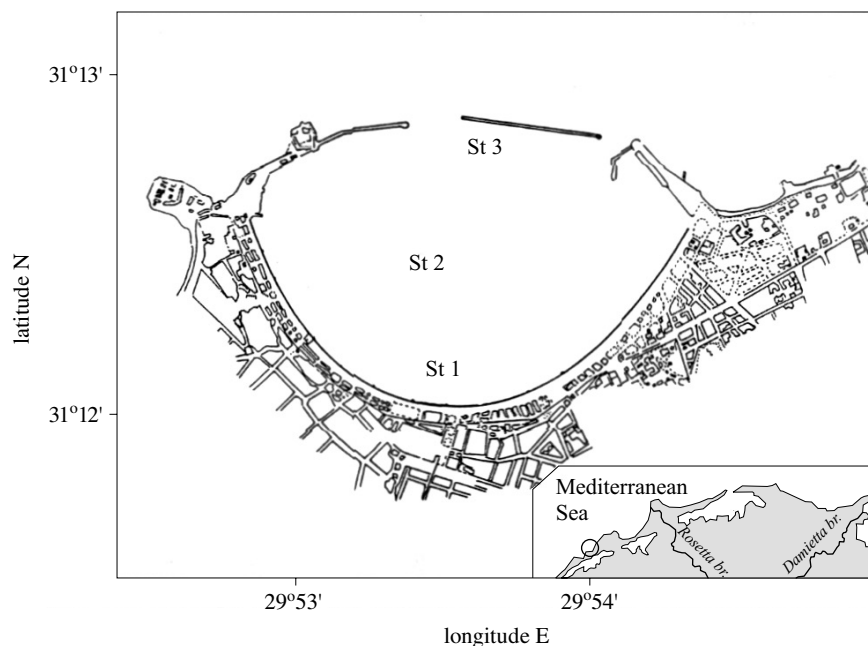 31°13'
St 3
latitude N
St 2
St 1
31°12'
Mediterranean
Sea
Rosetta br.
Damietta br.
29°53'
29°54'
longitude E